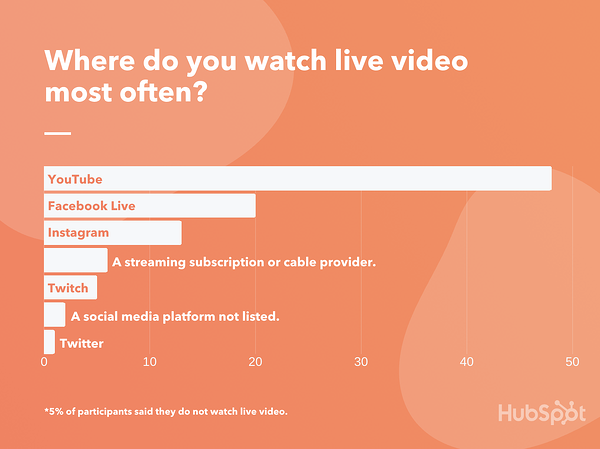 Where do you watch live video
most often?
YouTube
Facebook Live
Instagram
A streaming subscription or cable provider.
Twitch
A social media platform not listed.
Twitter
0 10 20 30 40 50
*5% of participants said they do not watch live video.
HubSpot